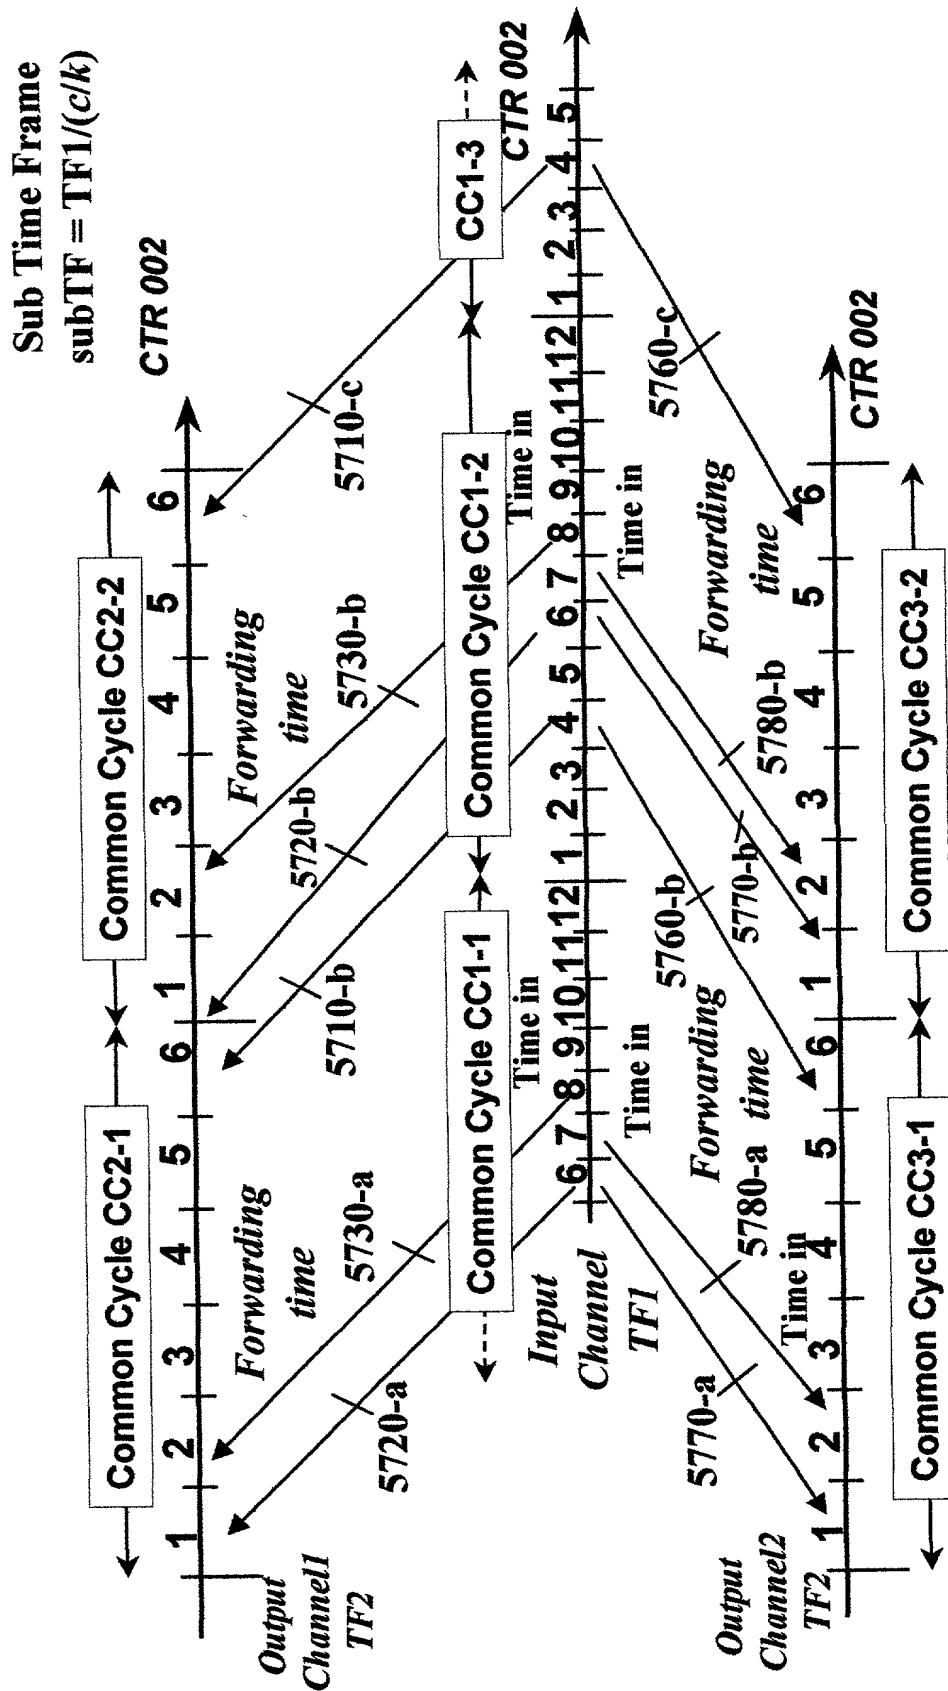 Sub Time Frame
subTF = TF1/(c/k)
Common Cycle CC2-1
Common Cycle CC2-2
1 2 3 4 5 6 1 2 3 4 5 6
CTR 002
Output
Channel1
TF2
Forwarding
time
Forwarding
time
5720-a
5730-a
5710-b
5720-b
5730-b
5710-c
Common Cycle CC1-1
Common Cycle CC1-2
CC1-3
Time in
Time in
CTR 002
Input
Channel
TF1
6 7 8 9 10 11 12 1 2 3 4 5 6 7 8 9 10 11 12 1 2 3 4 5
Time in
Time in
5770-a
5780-a
5760-b
5770-b
5780-b
5760-c
Forwarding
time
Forwarding
time
Time in
Output
Channel2
TF2
1 2 3 4 5 6 1 2 3 4 5 6
CTR 002
Common Cycle CC3-1
Common Cycle CC3-2